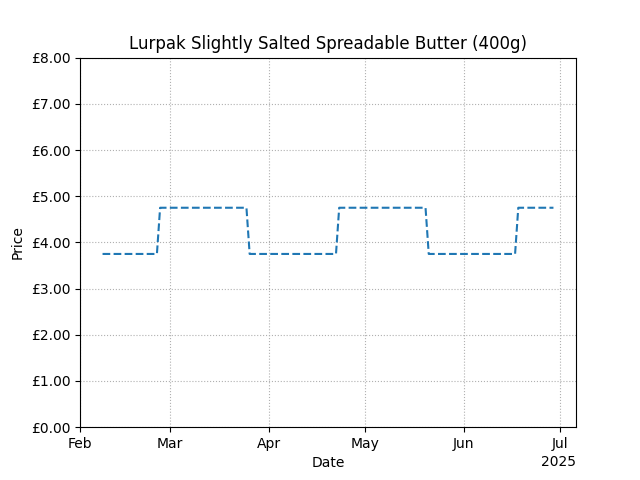 Lurpak Slightly Salted Spreadable Butter (400g)
£8.00
£7.00
£6.00
£5.00
£4.00
£3.00
£2.00
£1.00
£0.00
Price
Feb Mar Apr May Jun Jul
2025
Date